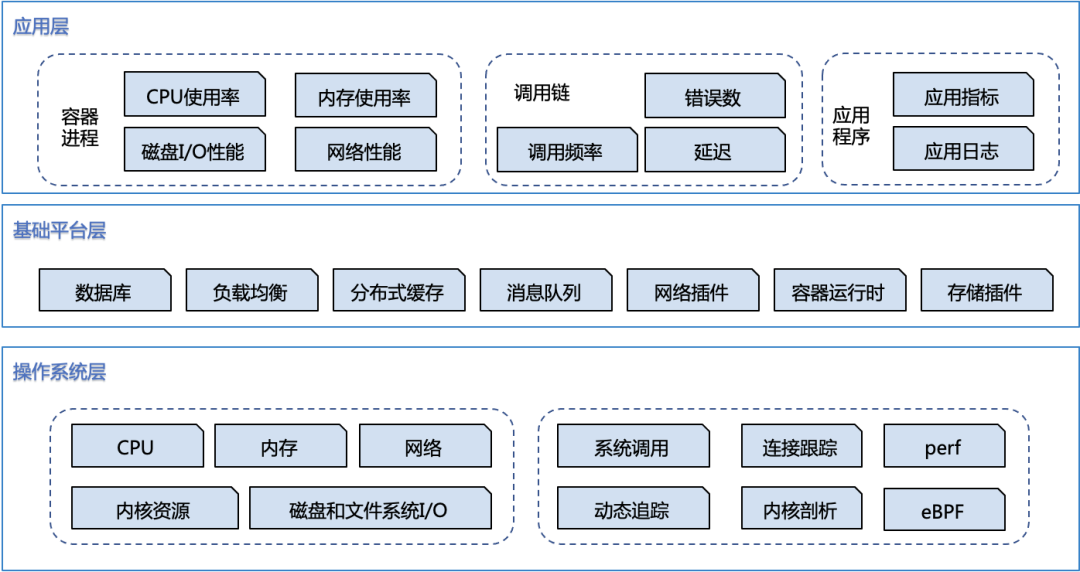 应用层
容器
进程
CPU使用率
内存使用率
磁盘I/O性能
网络性能
调用链
错误数
调用频率
延迟
应用
程序
应用指标
应用日志
基础平台层
数据库
负载均衡
分布式缓存
消息队列
网络插件
容器运行时
存储插件
操作系统层
CPU
内存
网络
内核资源
磁盘和文件系统I/O
系统调用
连接跟踪
perf
动态追踪
内核剖析
eBPF